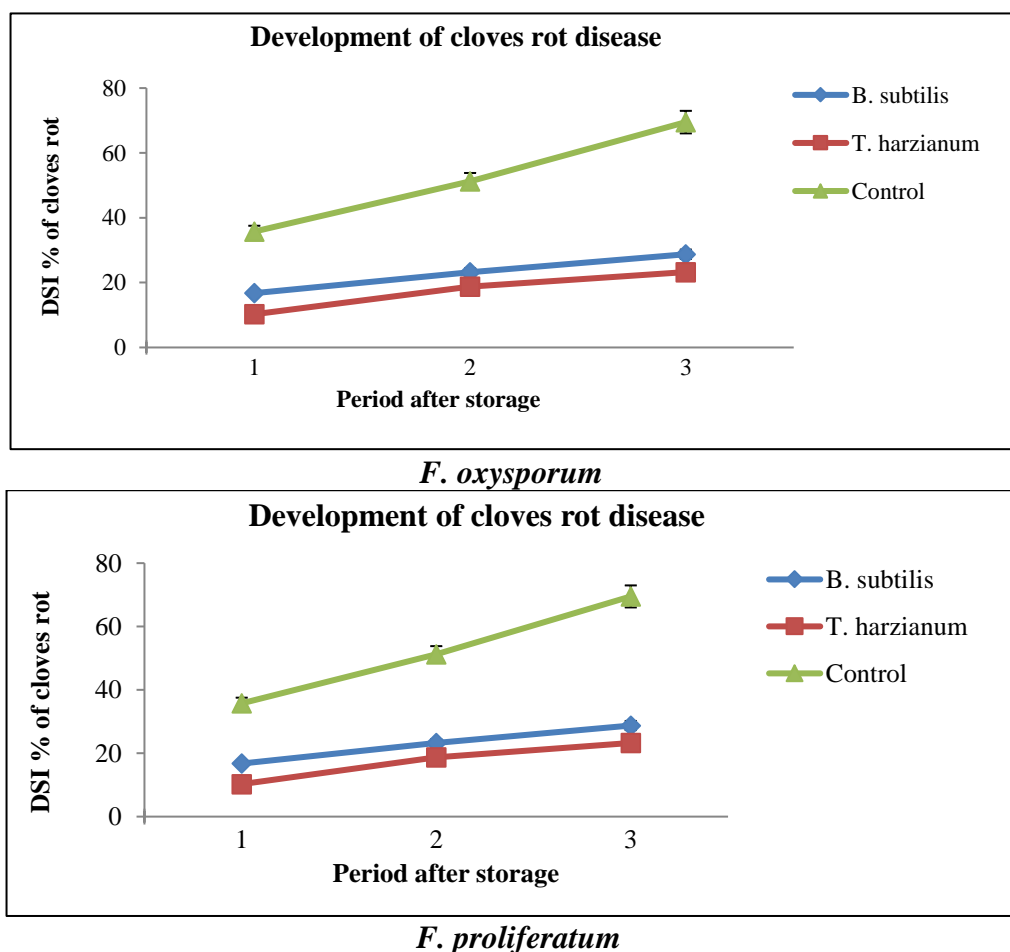 Development of cloves rot disease
80
60
40
20
0
DSI % of cloves rot
1 2 3
Period after storage
B. subtilis
T. harzianum
Control
F. oxysporum
Development of cloves rot disease
80
60
40
20
0
DSI % of cloves rot
1 2 3
Period after storage
B. subtilis
T. harzianum
Control
F. proliferatum